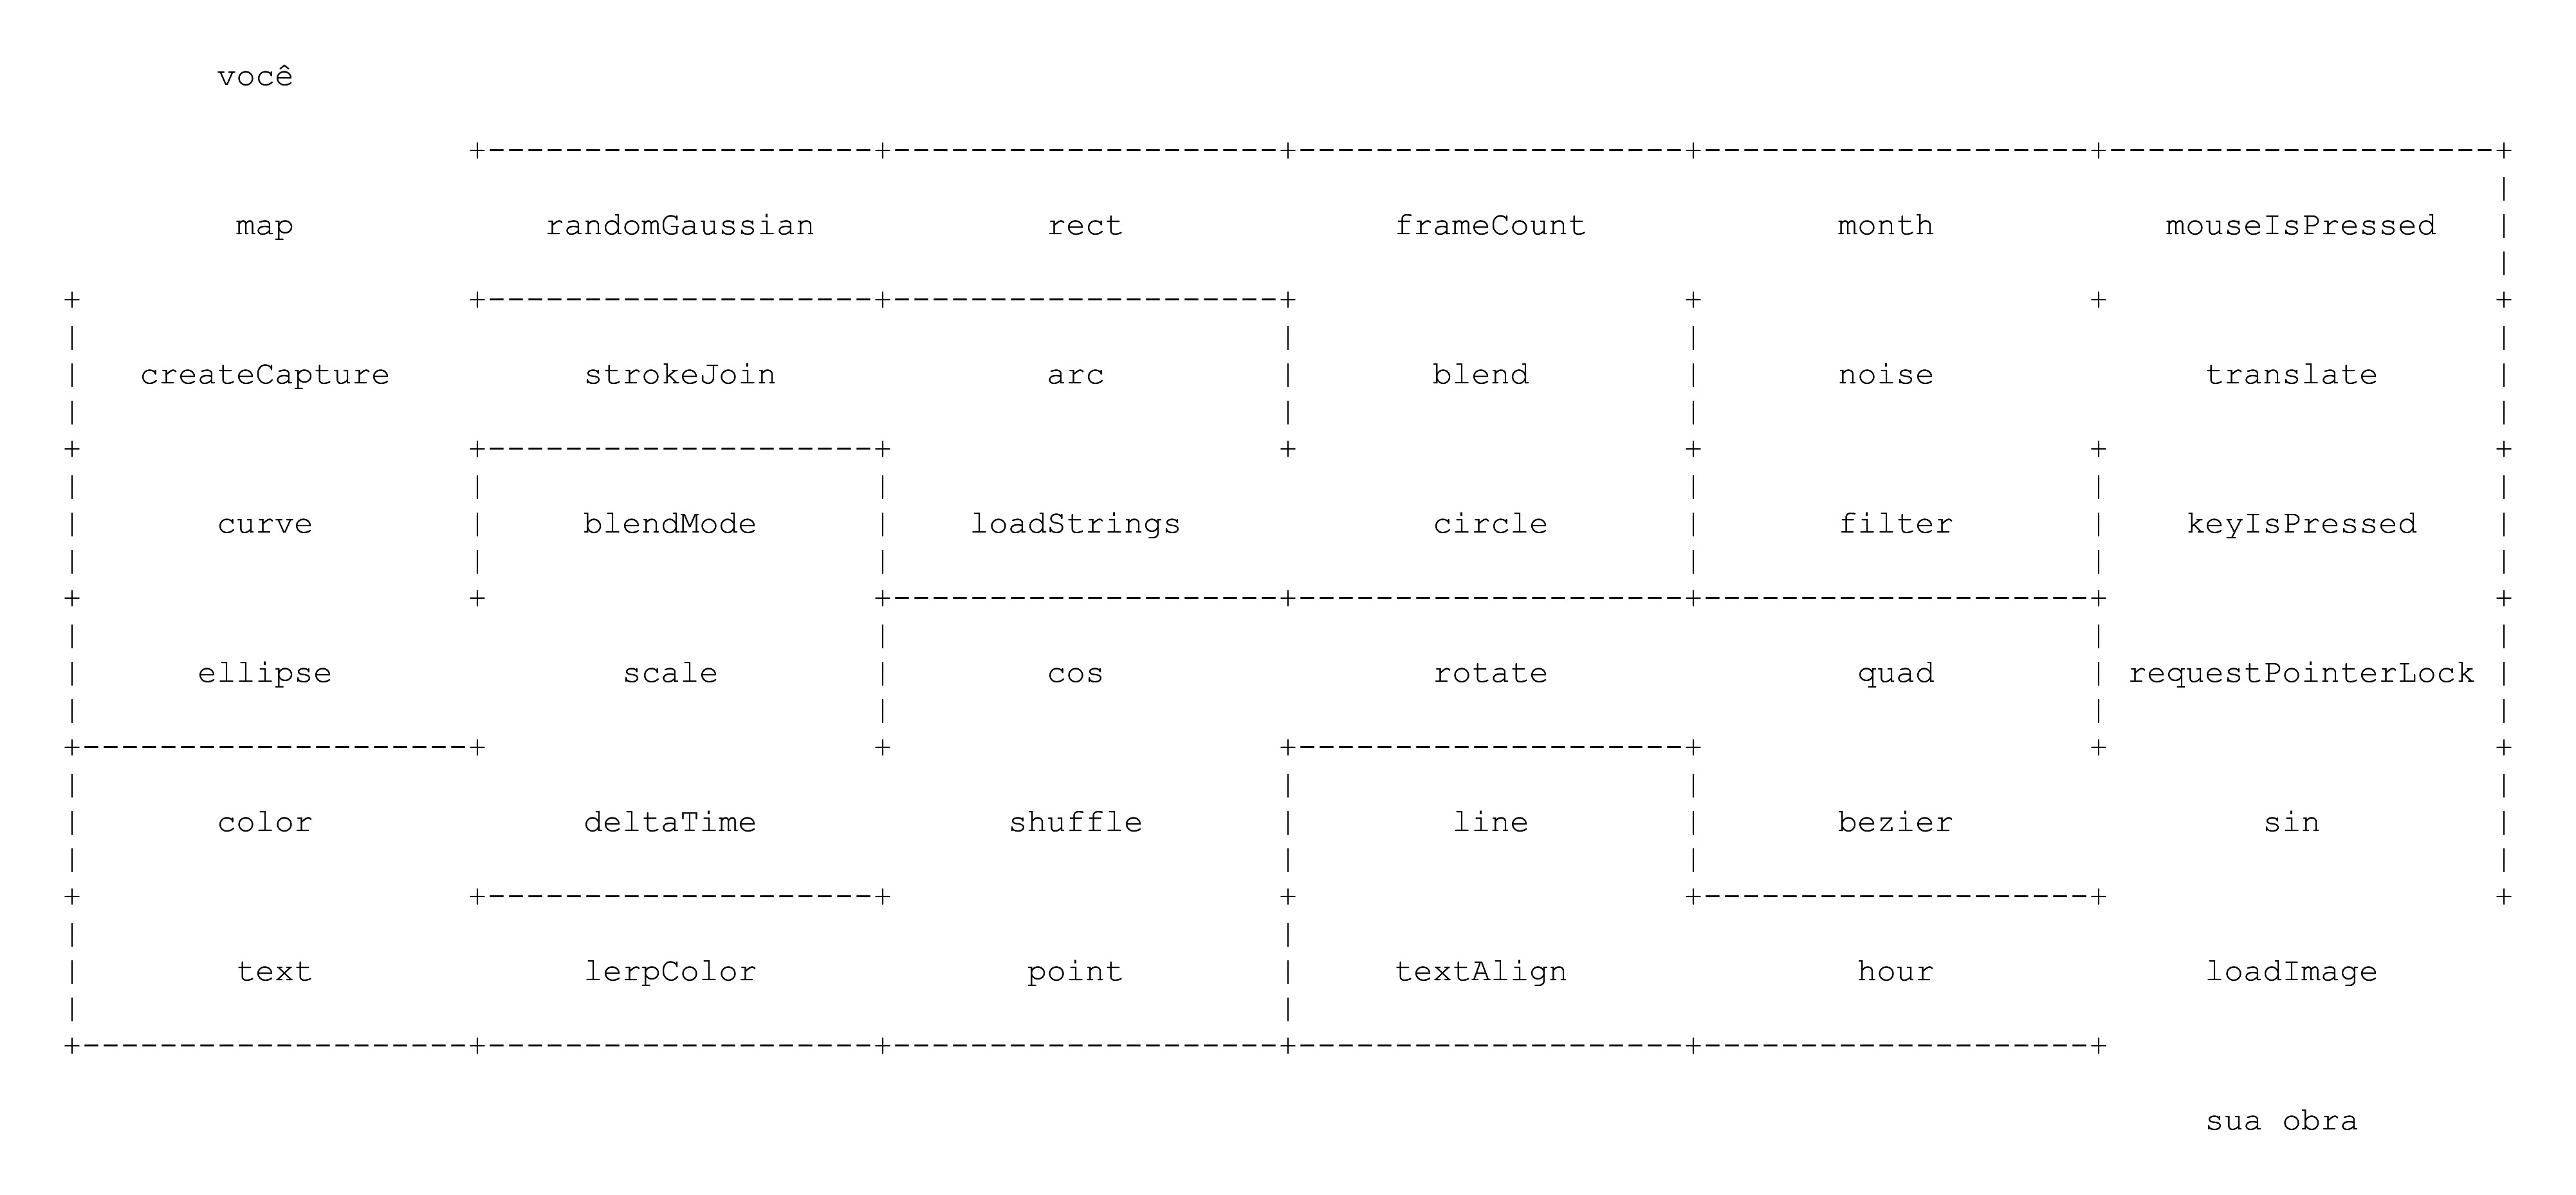 você
map randomGaussian rect frameCount month mouseIsPressed
createCapture strokeJoin arc blend noise translate
curve blendMode loadStrings circle filter keyIsPressed
ellipse scale cos rotate quad requestPointerLock
color deltaTime shuffle line bezier sin
text lerpColor point textAlign hour loadImage
sua obra